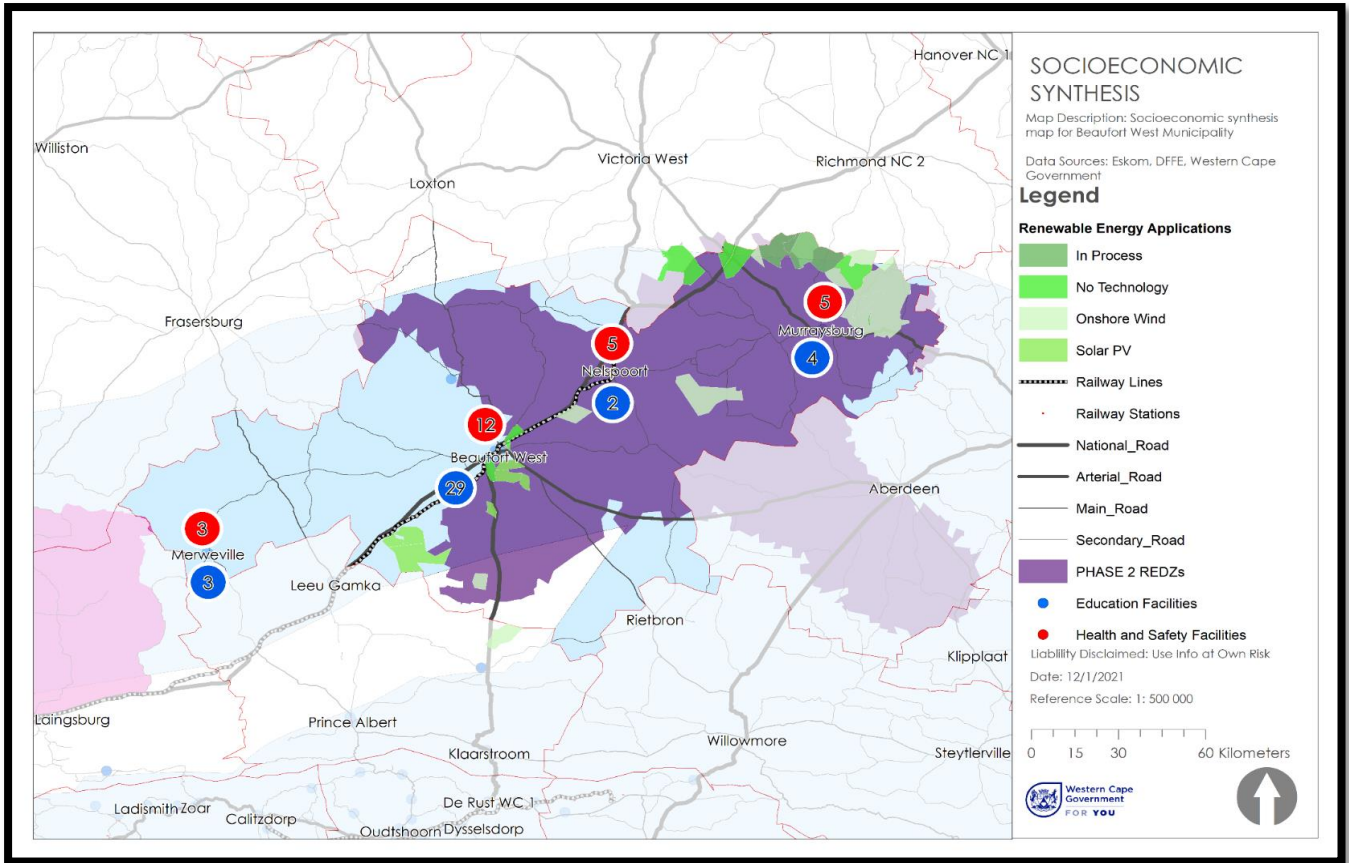 Hanover NC 1
Williston
Victoria West
Richmond NC 2
Loxton
Frasersburg
5
Murraysburg
4
5
Nelspoort
2
12
Beaufort West
29
Aberdeen
3
Merweville
3
Leeu Gamka
Rietbron
Klipplaat
Laingsburg
Prince Albert
Willowmore
Klaarstroom
Steytlerville
Ladismith
Zoar
Calitzdorp
De Rust WC 1
Oudtshoorn
Dysselsdorp
SOCIOECONOMIC
SYNTHESIS
Map Description: Socioeconomic synthesis
map for Beaufort West Municipality
Data Sources: Eskom, DFFE, Western Cape
Government
Legend
Renewable Energy Applications
In Process
No Technology
Onshore Wind
Solar PV
Railway Lines
Railway Stations
National_Road
Arterial_Road
Main_Road
Secondary_Road
PHASE 2 REDZs
Education Facilities
Health and Safety Facilities
Liablility Disclaimed: Use Info at Own Risk
Date: 12/1/2021
Reference Scale: 1: 500 000
0 15 30 60 Kilometers
Western Cape
Government
FOR YOU